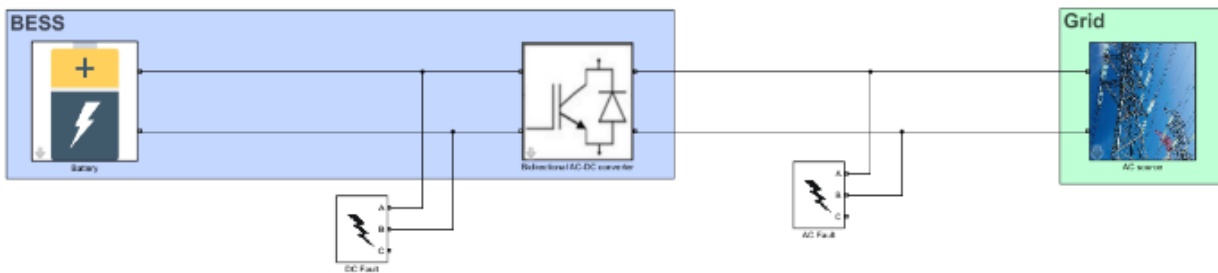 BESS
Grid
+
Battery
Bidirectional AC-DC converter
AC source
A
B
C
DC Fault
A
B
C
AC Fault